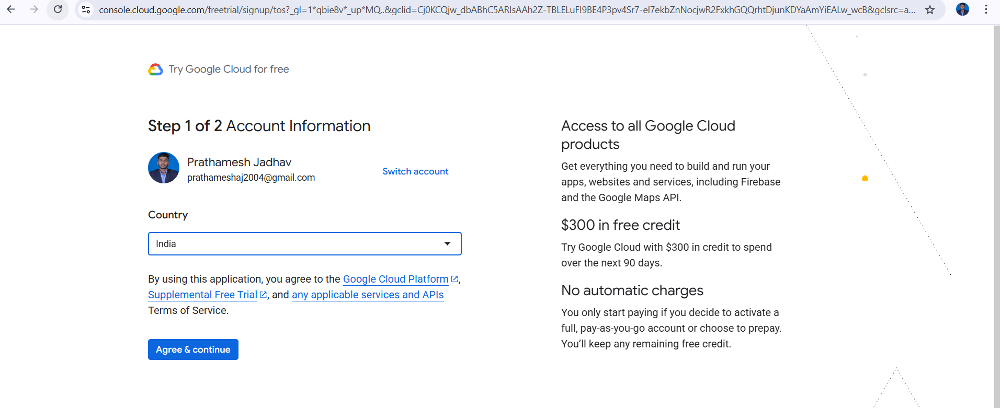 console.cloud.google.com/freetrial/signup/tos?_gl=1*qbie8v*_up*MQ..&gclid=Cj0KCQjw_dbABhC5ARIsAAh2Z-TBLELuFI9BE4P3pv4Sr7-el7ekbZnNocjwR2FxkhGQQrhtDjunKDYaAmYiEALw_wcB&gclsrc=a...
Try Google Cloud for free
Step 1 of 2 Account Information
Prathamesh Jadhav
prathameshaj2004@gmail.com
Switch account
Country
India
By using this application, you agree to the Google Cloud Platform,
Supplemental Free Trial, and any applicable services and APIs
Terms of Service.
Agree & continue
Access to all Google Cloud
products
Get everything you need to build and run your
apps, websites and services, including Firebase
and the Google Maps API.
$300 in free credit
Try Google Cloud with $300 in credit to spend
over the next 90 days.
No automatic charges
You only start paying if you decide to activate a
full, pay-as-you-go account or choose to prepay.
You’ll keep any remaining free credit.